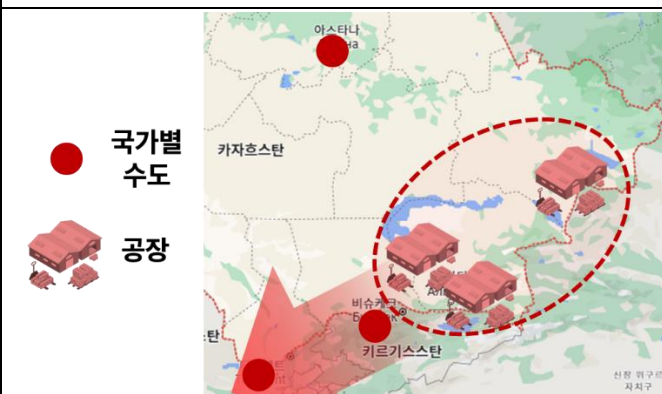 국가별
수도
공장
아스타나
카자흐스탄
비슈케크
키르기스스탄
신장 위구르
자치구